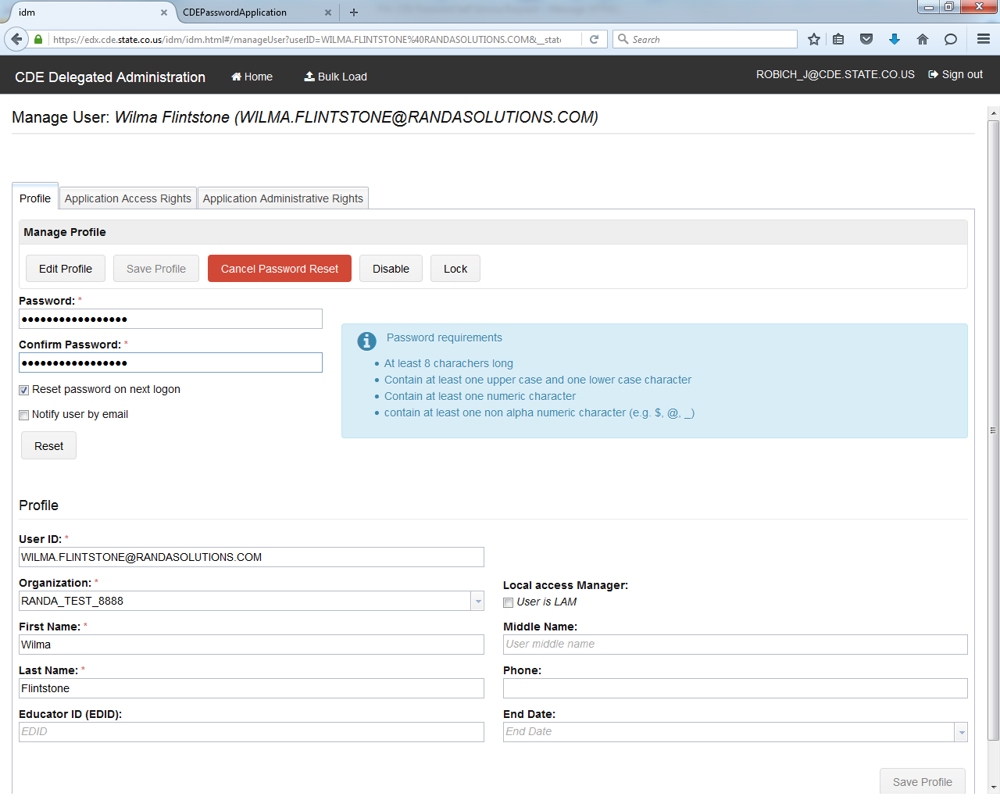 idm
CDEPasswordApplication
https://edx.cde.state.co.us/idm/idm.html#/manageUser?userID=WILMA.FLINTSTONE%40RANDASOLUTIONS.COM&__state
Search
CDE Delegated Administration
Home
Bulk Load
ROBICH_J@CDE.STATE.CO.US
Sign out
Manage User: Wilma Flintstone (WILMA.FLINTSTONE@RANDASOLUTIONS.COM)
Profile
Application Access Rights
Application Administrative Rights
Manage Profile
Edit Profile
Save Profile
Cancel Password Reset
Disable
Lock
Password: *
●●●●●●●●●●●●●●●●●
Confirm Password: *
●●●●●●●●●●●●●●●●●
Reset password on next logon
Notify user by email
Reset
Password requirements
• At least 8 charachers long
• Contain at least one upper case and one lower case character
• Contain at least one numeric character
• contain at least one non alpha numeric character (e.g. $, @, _)
Profile
User ID: *
WILMA.FLINTSTONE@RANDASOLUTIONS.COM
Organization: *
RANDA_TEST_8888
Local access Manager:
User is LAM
First Name: *
Wilma
Middle Name:
User middle name
Last Name: *
Flintstone
Phone:
Educator ID (EDID):
EDID
End Date:
End Date
Save Profile